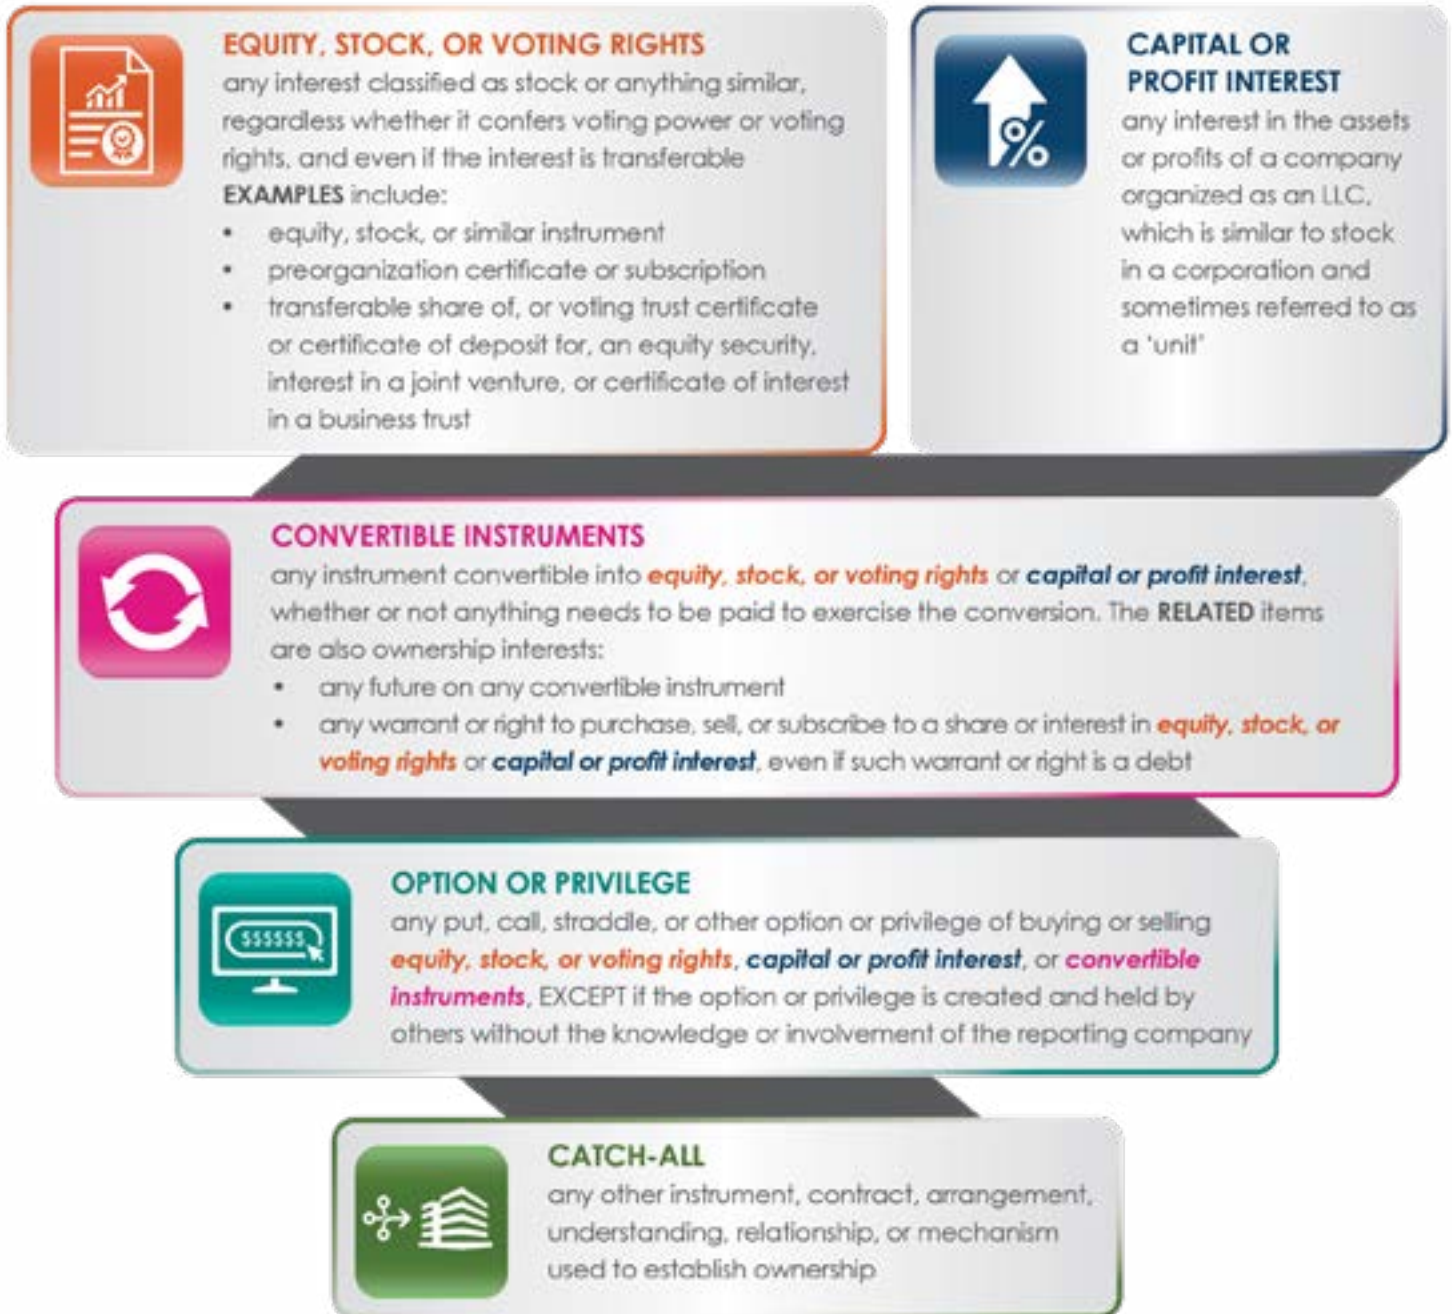 EQUITY, STOCK, OR VOTING RIGHTS
any interest classified as stock or anything similar,
regardless whether it confers voting power or voting
rights, and even if the interest is transferable
EXAMPLES include:
• equity, stock, or similar instrument
• preorganization certificate or subscription
• transferable share of, or voting trust certificate
or certificate of deposit for, an equity security,
interest in a joint venture, or certificate of interest
in a business trust
CAPITAL OR
PROFIT INTEREST
any interest in the assets
or profits of a company
organized as an LLC,
which is similar to stock
in a corporation and
sometimes referred to as
a ‘unit’
%
CONVERTIBLE INSTRUMENTS
any instrument convertible into equity, stock, or voting rights or capital or profit interest,
whether or not anything needs to be paid to exercise the conversion. The RELATED items
are also ownership interests:
• any future on any convertible instrument
• any warrant or right to purchase, sell, or subscribe to a share or interest in equity, stock, or
voting rights or capital or profit interest, even if such warrant or right is a debt
$$$$$$
OPTION OR PRIVILEGE
any put, call, straddle, or other option or privilege of buying or selling
equity, stock, or voting rights, capital or profit interest, or convertible
instruments, EXCEPT if the option or privilege is created and held by
others without the knowledge or involvement of the reporting company
CATCH-ALL
any other instrument, contract, arrangement,
understanding, relationship, or mechanism
used to establish ownership